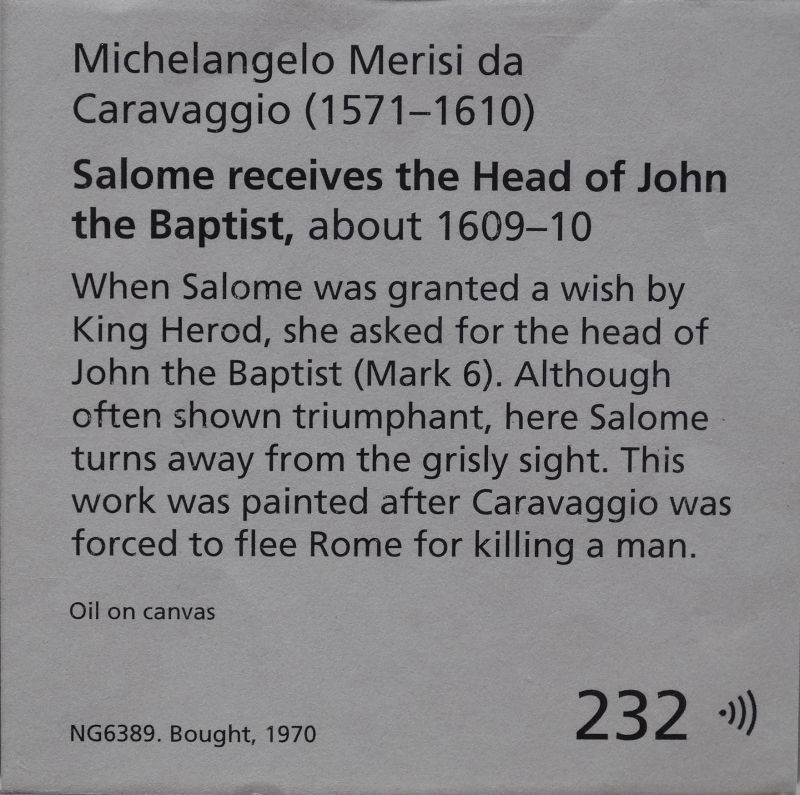 Michelangelo Merisi da
Caravaggio (1571–1610)
Salome receives the Head of John
the Baptist, about 1609–10
When Salome was granted a wish by
King Herod, she asked for the head of
John the Baptist (Mark 6). Although
often shown triumphant, here Salome
turns away from the grisly sight. This
work was painted after Caravaggio was
forced to flee Rome for killing a man.
Oil on canvas
NG6389. Bought, 1970
232